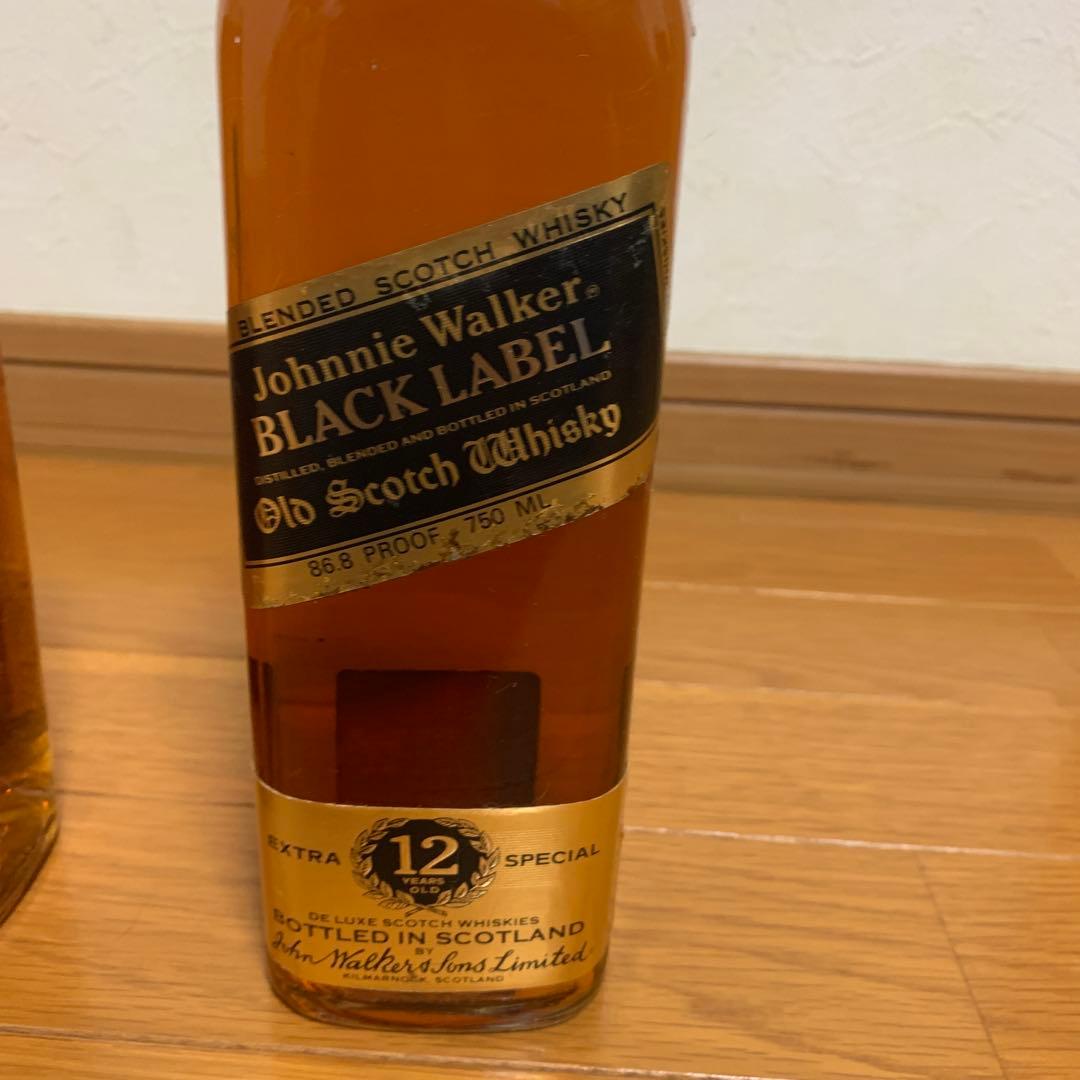 BLENDED SCOTCH WHISKY
Johnnie Walker®
BLACK LABEL
DISTILLED, BLENDED AND BOTTLED IN SCOTLAND
Old Scotch Whisky
86.8 PROOF 750 ML
EXTRA 12 SPECIAL
YEARS
OLD
DE LUXE SCOTCH WHISKIES
BOTTLED IN SCOTLAND
BY
John Walker & Sons Limited
KILMARNOCK, SCOTLAND